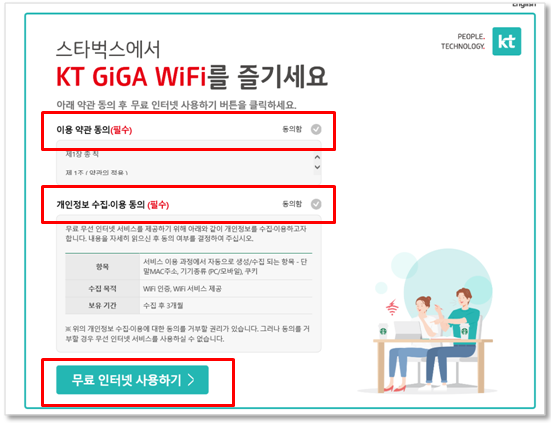 English
PEOPLE.
TECHNOLOGY.
kt
스타벅스에서
KT GiGA WiFi를 즐기세요
아래 약관 동의 후 무료 인터넷 사용하기 버튼을 클릭하세요.
이용 약관 동의(필수) 동의함
제1장 총 칙
제 1조 ( 약관의 적용 )
개인정보 수집·이용 동의 (필수) 동의함
무료 무선 인터넷 서비스를 제공하기 위해 아래와 같이 개인정보를 수집·이용하고자
합니다. 내용을 자세히 읽으신 후 동의 여부를 결정하여 주십시오.
항목 서비스 이용 과정에서 자동으로 생성/수집 되는 항목 - 단
말MAC주소, 기기종류 (PC/모바일), 쿠키
수집 목적 WiFi 인증, WiFi 서비스 제공
보유 기간 수집 후 3개월
※ 위의 개인정보 수집·이용에 대한 동의를 거부할 권리가 있습니다. 그러나 동의를 거
부할 경우 무선 인터넷 서비스를 사용하실 수 없습니다.
무료 인터넷 사용하기 >